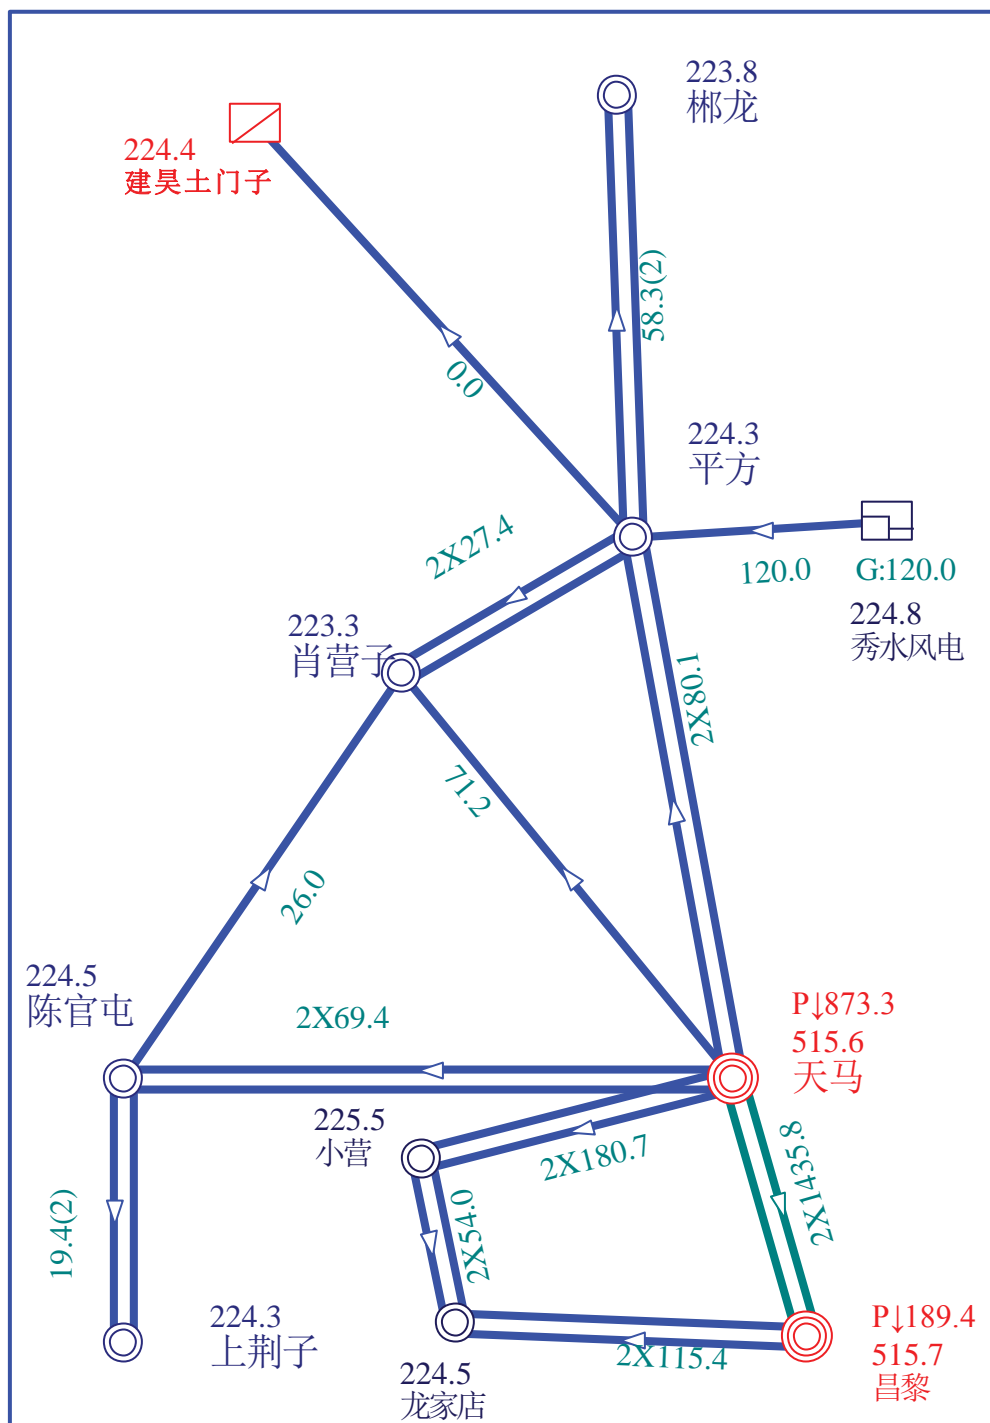 223.8
郴龙
224.4
建昊土门子
58.3(2)
0.0
224.3
平方
2X27.4
120.0
G:120.0
224.8
秀水风电
223.3
肖营子
2X80.1
71.2
26.0
224.5
陈官屯
2X69.4
P↓873.3
515.6
天马
225.5
小营
2X180.7
2X1435.8
19.4(2)
2X54.0
224.3
上荆子
P↓189.4
515.7
昌黎
2X115.4
224.5
龙家店